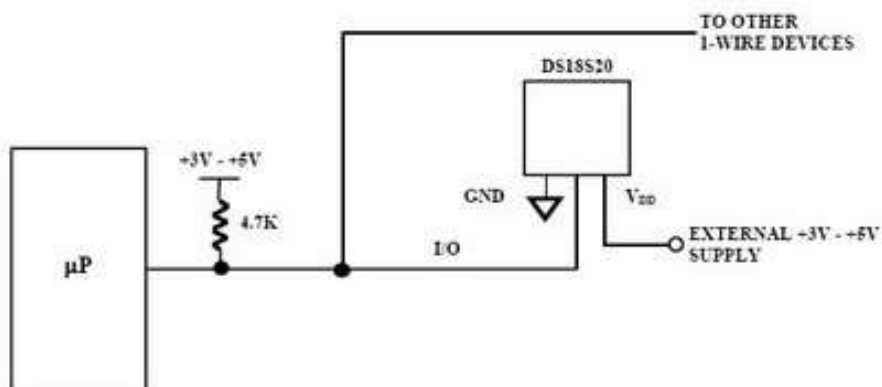 TO OTHER
1-WIRE DEVICES
DS18S20
+3V - +5V
4.7K
GND
VDD
I/O
µP
EXTERNAL +3V - +5V
SUPPLY